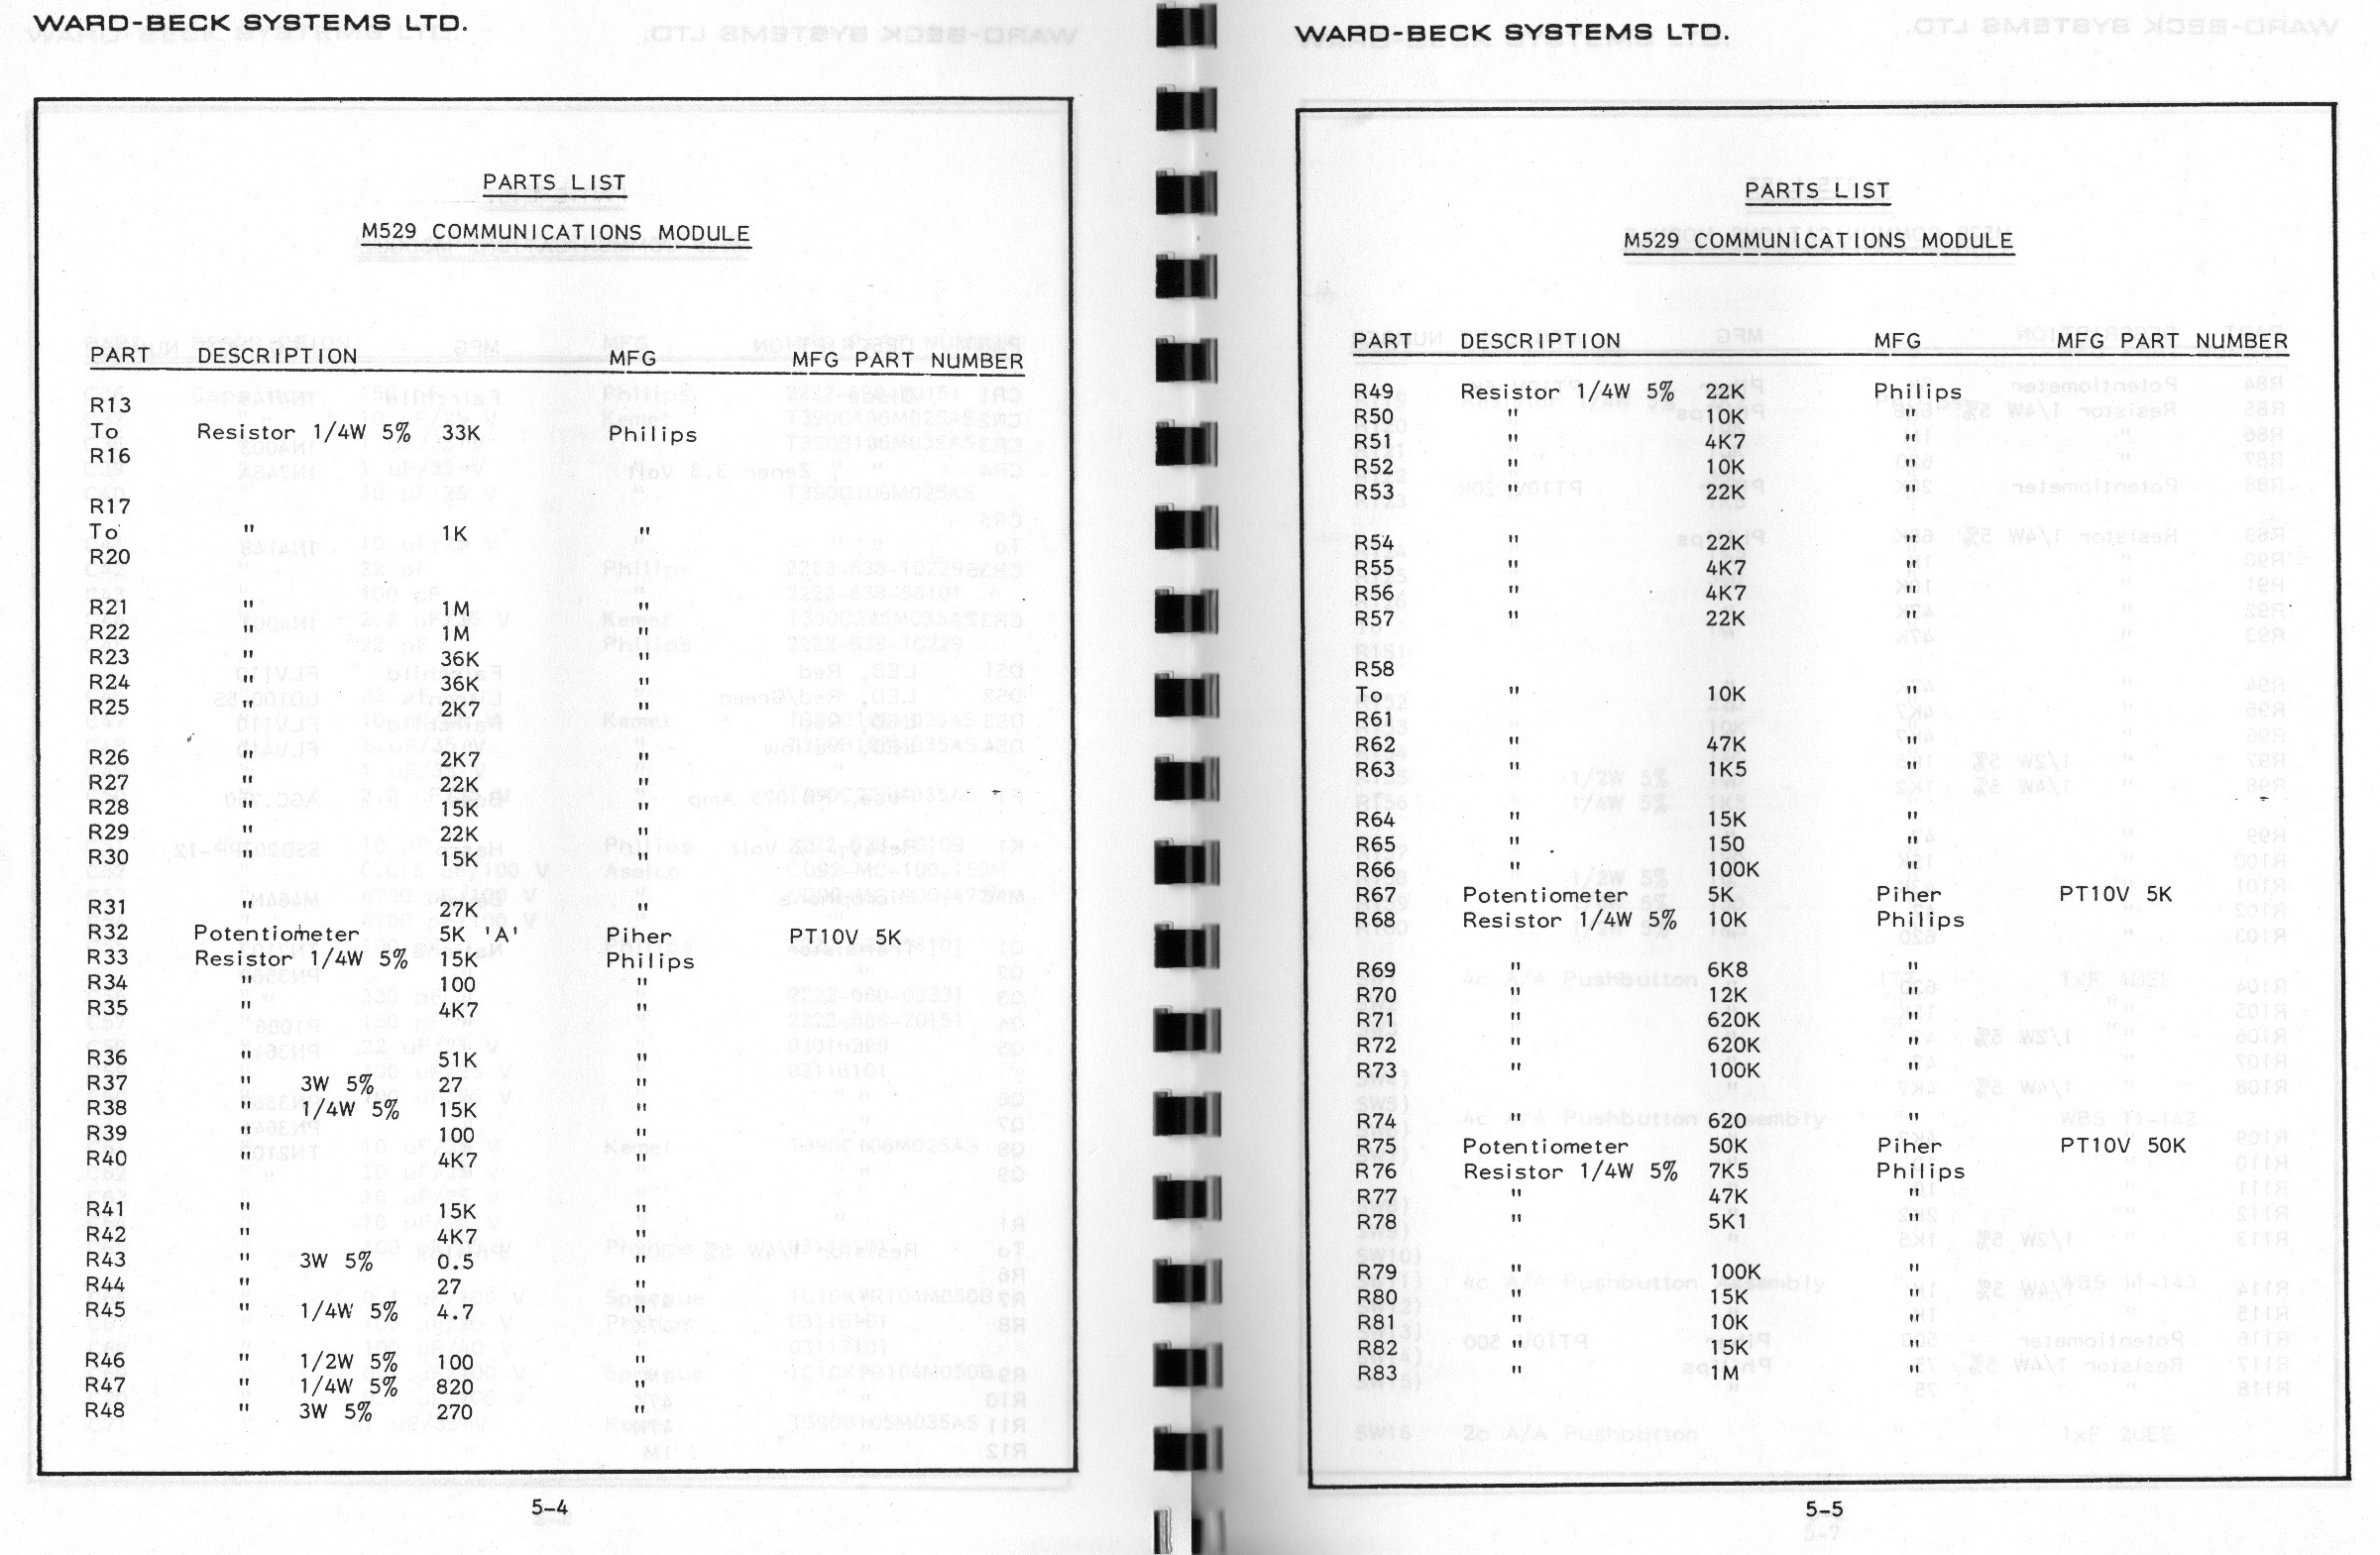 WARD-BECK SYSTEMS LTD.
PARTS LIST
M529 COMMUNICATIONS MODULE
PART DESCRIPTION MFG MFG PART NUMBER
R13
To Resistor 1/4W 5% 33K Philips
R16
R17
To " 1K "
R20
R21 " 1M "
R22 " 1M "
R23 " 36K "
R24 " 36K "
R25 " 2K7 "
R26 " 2K7 "
R27 " 22K "
R28 " 15K "
R29 " 22K "
R30 " 15K "
R31 " 27K "
R32 Potentiometer 5K 'A' Piher PT10V 5K
R33 Resistor 1/4W 5% 15K Philips
R34 " 100 "
R35 " 4K7 "
R36 " 51K "
R37 " 3W 5% 27 "
R38 " 1/4W 5% 15K "
R39 " 100 "
R40 " 4K7 "
R41 " 15K "
R42 " 4K7 "
R43 " 3W 5% 0.5 "
R44 " 27 "
R45 " 1/4W 5% 4.7 "
R46 " 1/2W 5% 100 "
R47 " 1/4W 5% 820 "
R48 " 3W 5% 270 "
5-4
WARD-BECK SYSTEMS LTD.
PARTS LIST
M529 COMMUNICATIONS MODULE
PART DESCRIPTION MFG MFG PART NUMBER
R49 Resistor 1/4W 5% 22K Philips
R50 " 10K "
R51 " 4K7 "
R52 " 10K "
R53 " 22K "
R54 " 22K "
R55 " 4K7 "
R56 " 4K7 "
R57 " 22K "
R58
To " 10K "
R61
R62 " 47K "
R63 " 1K5 "
R64 " 15K "
R65 " 150 "
R66 " 100K "
R67 Potentiometer 5K Piher PT10V 5K
R68 Resistor 1/4W 5% 10K Philips
R69 " 6K8 "
R70 " 12K "
R71 " 620K "
R72 " 620K "
R73 " 100K "
R74 " 620 "
R75 Potentiometer 50K Piher PT10V 50K
R76 Resistor 1/4W 5% 7K5 Philips
R77 " 47K "
R78 " 5K1 "
R79 " 100K "
R80 " 15K "
R81 " 10K "
R82 " 15K "
R83 " 1M "
5-5